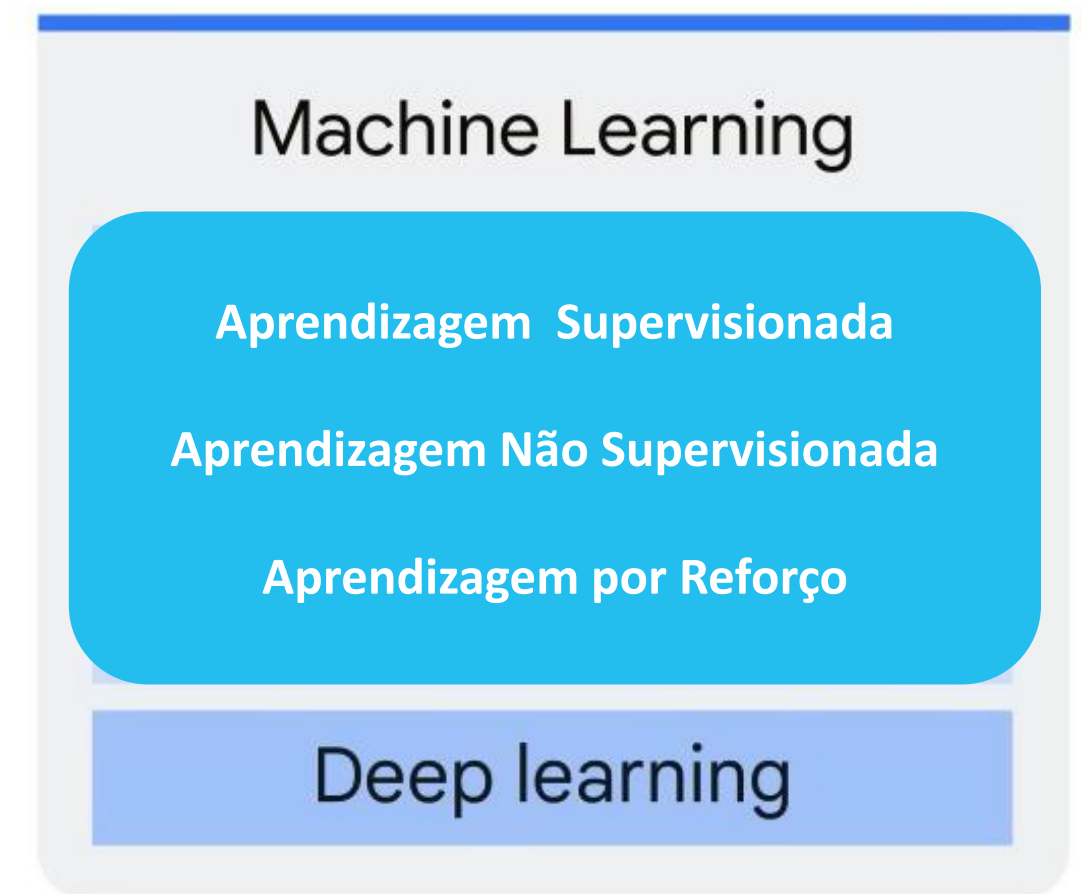 Machine Learning
Aprendizagem Supervisionada
Aprendizagem Não Supervisionada
Aprendizagem por Reforço
Deep learning